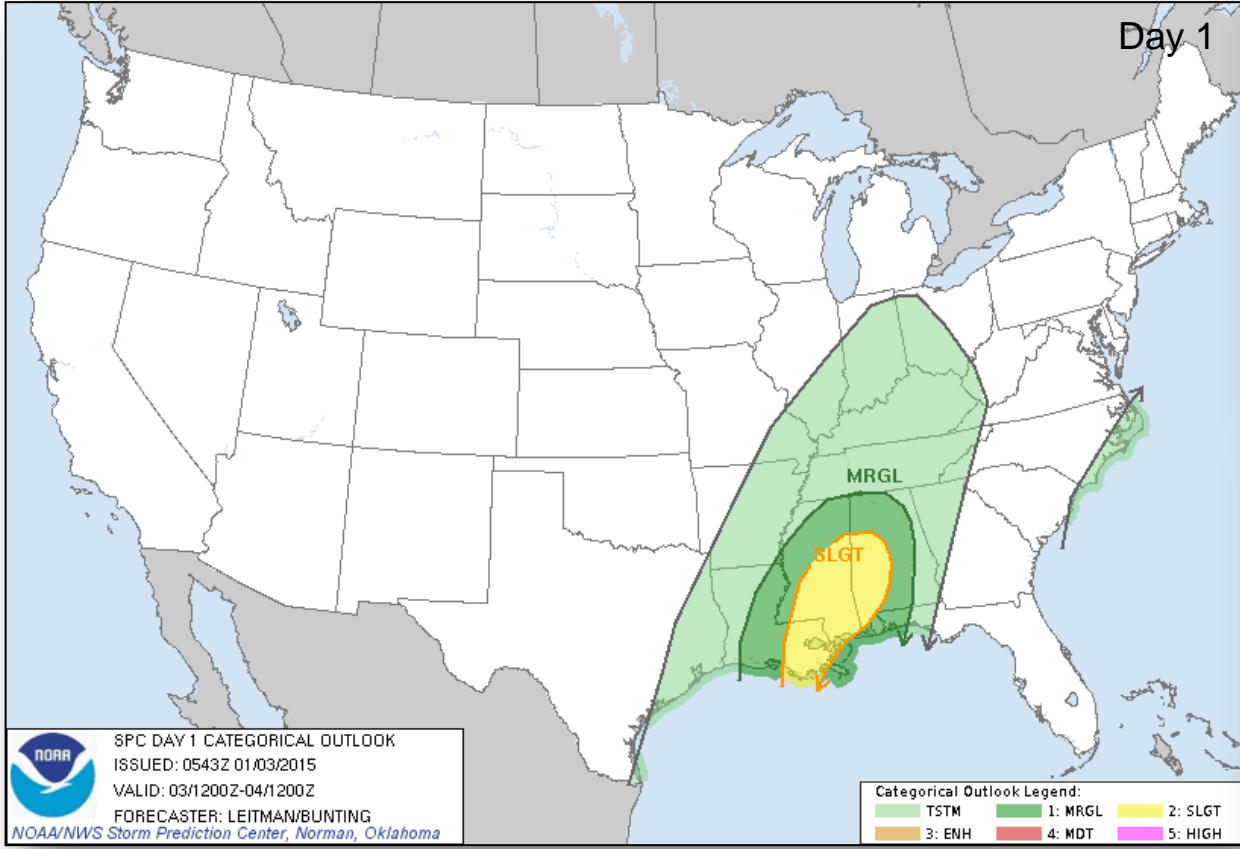 Day 1
MRGL
SLGT
SPC DAY 1 CATEGORICAL OUTLOOK
ISSUED: 0543Z 01/03/2015
VALID: 03/1200Z-04/1200Z
FORECASTER: LEITMAN/BUNTING
NOAA/NWS Storm Prediction Center, Norman, Oklahoma
NOAA
Categorical Outlook Legend:
TSTM 1: MRGL 2: SLGT
3: ENH 4: MDT 5: HIGH